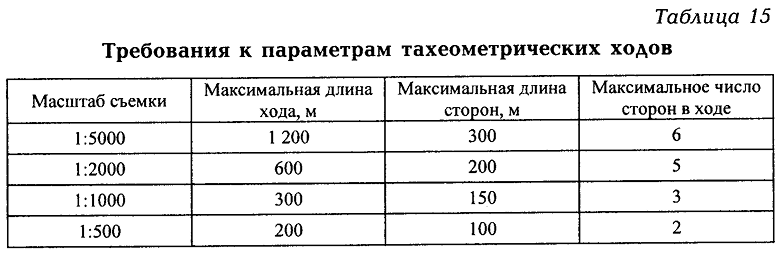 Таблица 15
Требования к параметрам тахеометрических ходов
Масштаб съемки | Максимальная длина хода, м | Максимальная длина сторон, м | Максимальное число сторон в ходе
1:5000 | 1 200 | 300 | 6
1:2000 | 600 | 200 | 5
1:1000 | 300 | 150 | 3
1:500 | 200 | 100 | 2